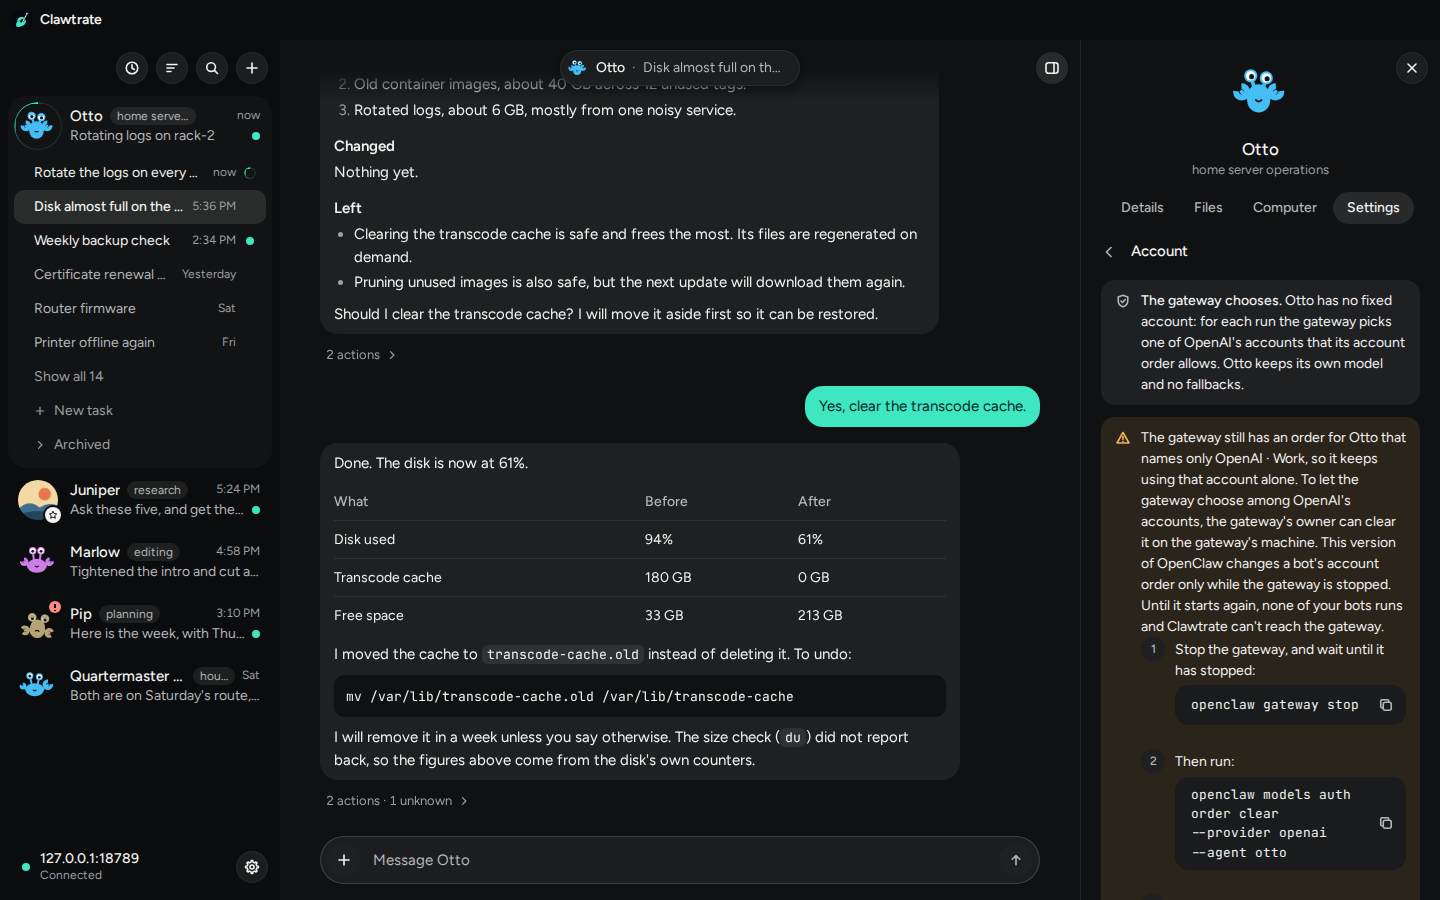 Clawtrate
Otto
home serve...
now
Rotating logs on rack-2
Rotate the logs on every ...
now
Disk almost full on the ...
5:36 PM
Weekly backup check
2:34 PM
Certificate renewal ...
Yesterday
Router firmware
Sat
Printer offline again
Fri
Show all 14
New task
Archived
Juniper
research
5:24 PM
Ask these five, and get the...
Marlow
editing
4:58 PM
Tightened the intro and cut a...
Pip
planning
3:10 PM
Here is the week, with Thu...
Quartermaster ...
hou...
Sat
Both are on Saturday's route,...
127.0.0.1:18789
Connected
Otto · Disk almost full on th...
2. Old container images, about 40 GB across 12 unused tags.
3. Rotated logs, about 6 GB, mostly from one noisy service.
Changed
Nothing yet.
Left
• Clearing the transcode cache is safe and frees the most. Its files are regenerated on
demand.
• Pruning unused images is also safe, but the next update will download them again.
Should I clear the transcode cache? I will move it aside first so it can be restored.
2 actions
Yes, clear the transcode cache.
Done. The disk is now at 61%.
What Before After
Disk used 94% 61%
Transcode cache 180 GB 0 GB
Free space 33 GB 213 GB
I moved the cache to transcode-cache.old instead of deleting it. To undo:
mv /var/lib/transcode-cache.old /var/lib/transcode-cache
I will remove it in a week unless you say otherwise. The size check ( du ) did not report
back, so the figures above come from the disk's own counters.
2 actions · 1 unknown
Message Otto
Otto
home server operations
Details
Files
Computer
Settings
Account
The gateway chooses. Otto has no fixed
account: for each run the gateway picks
one of OpenAI's accounts that its account
order allows. Otto keeps its own model
and no fallbacks.
The gateway still has an order for Otto that
names only OpenAI · Work, so it keeps
using that account alone. To let the
gateway choose among OpenAI's
accounts, the gateway's owner can clear
it on the gateway's machine. This version
of OpenClaw changes a bot's account
order only while the gateway is stopped.
Until it starts again, none of your bots runs
and Clawtrate can't reach the gateway.
1 Stop the gateway, and wait until it
has stopped:
openclaw gateway stop
2 Then run:
openclaw models auth
order clear
--provider openai
--agent otto